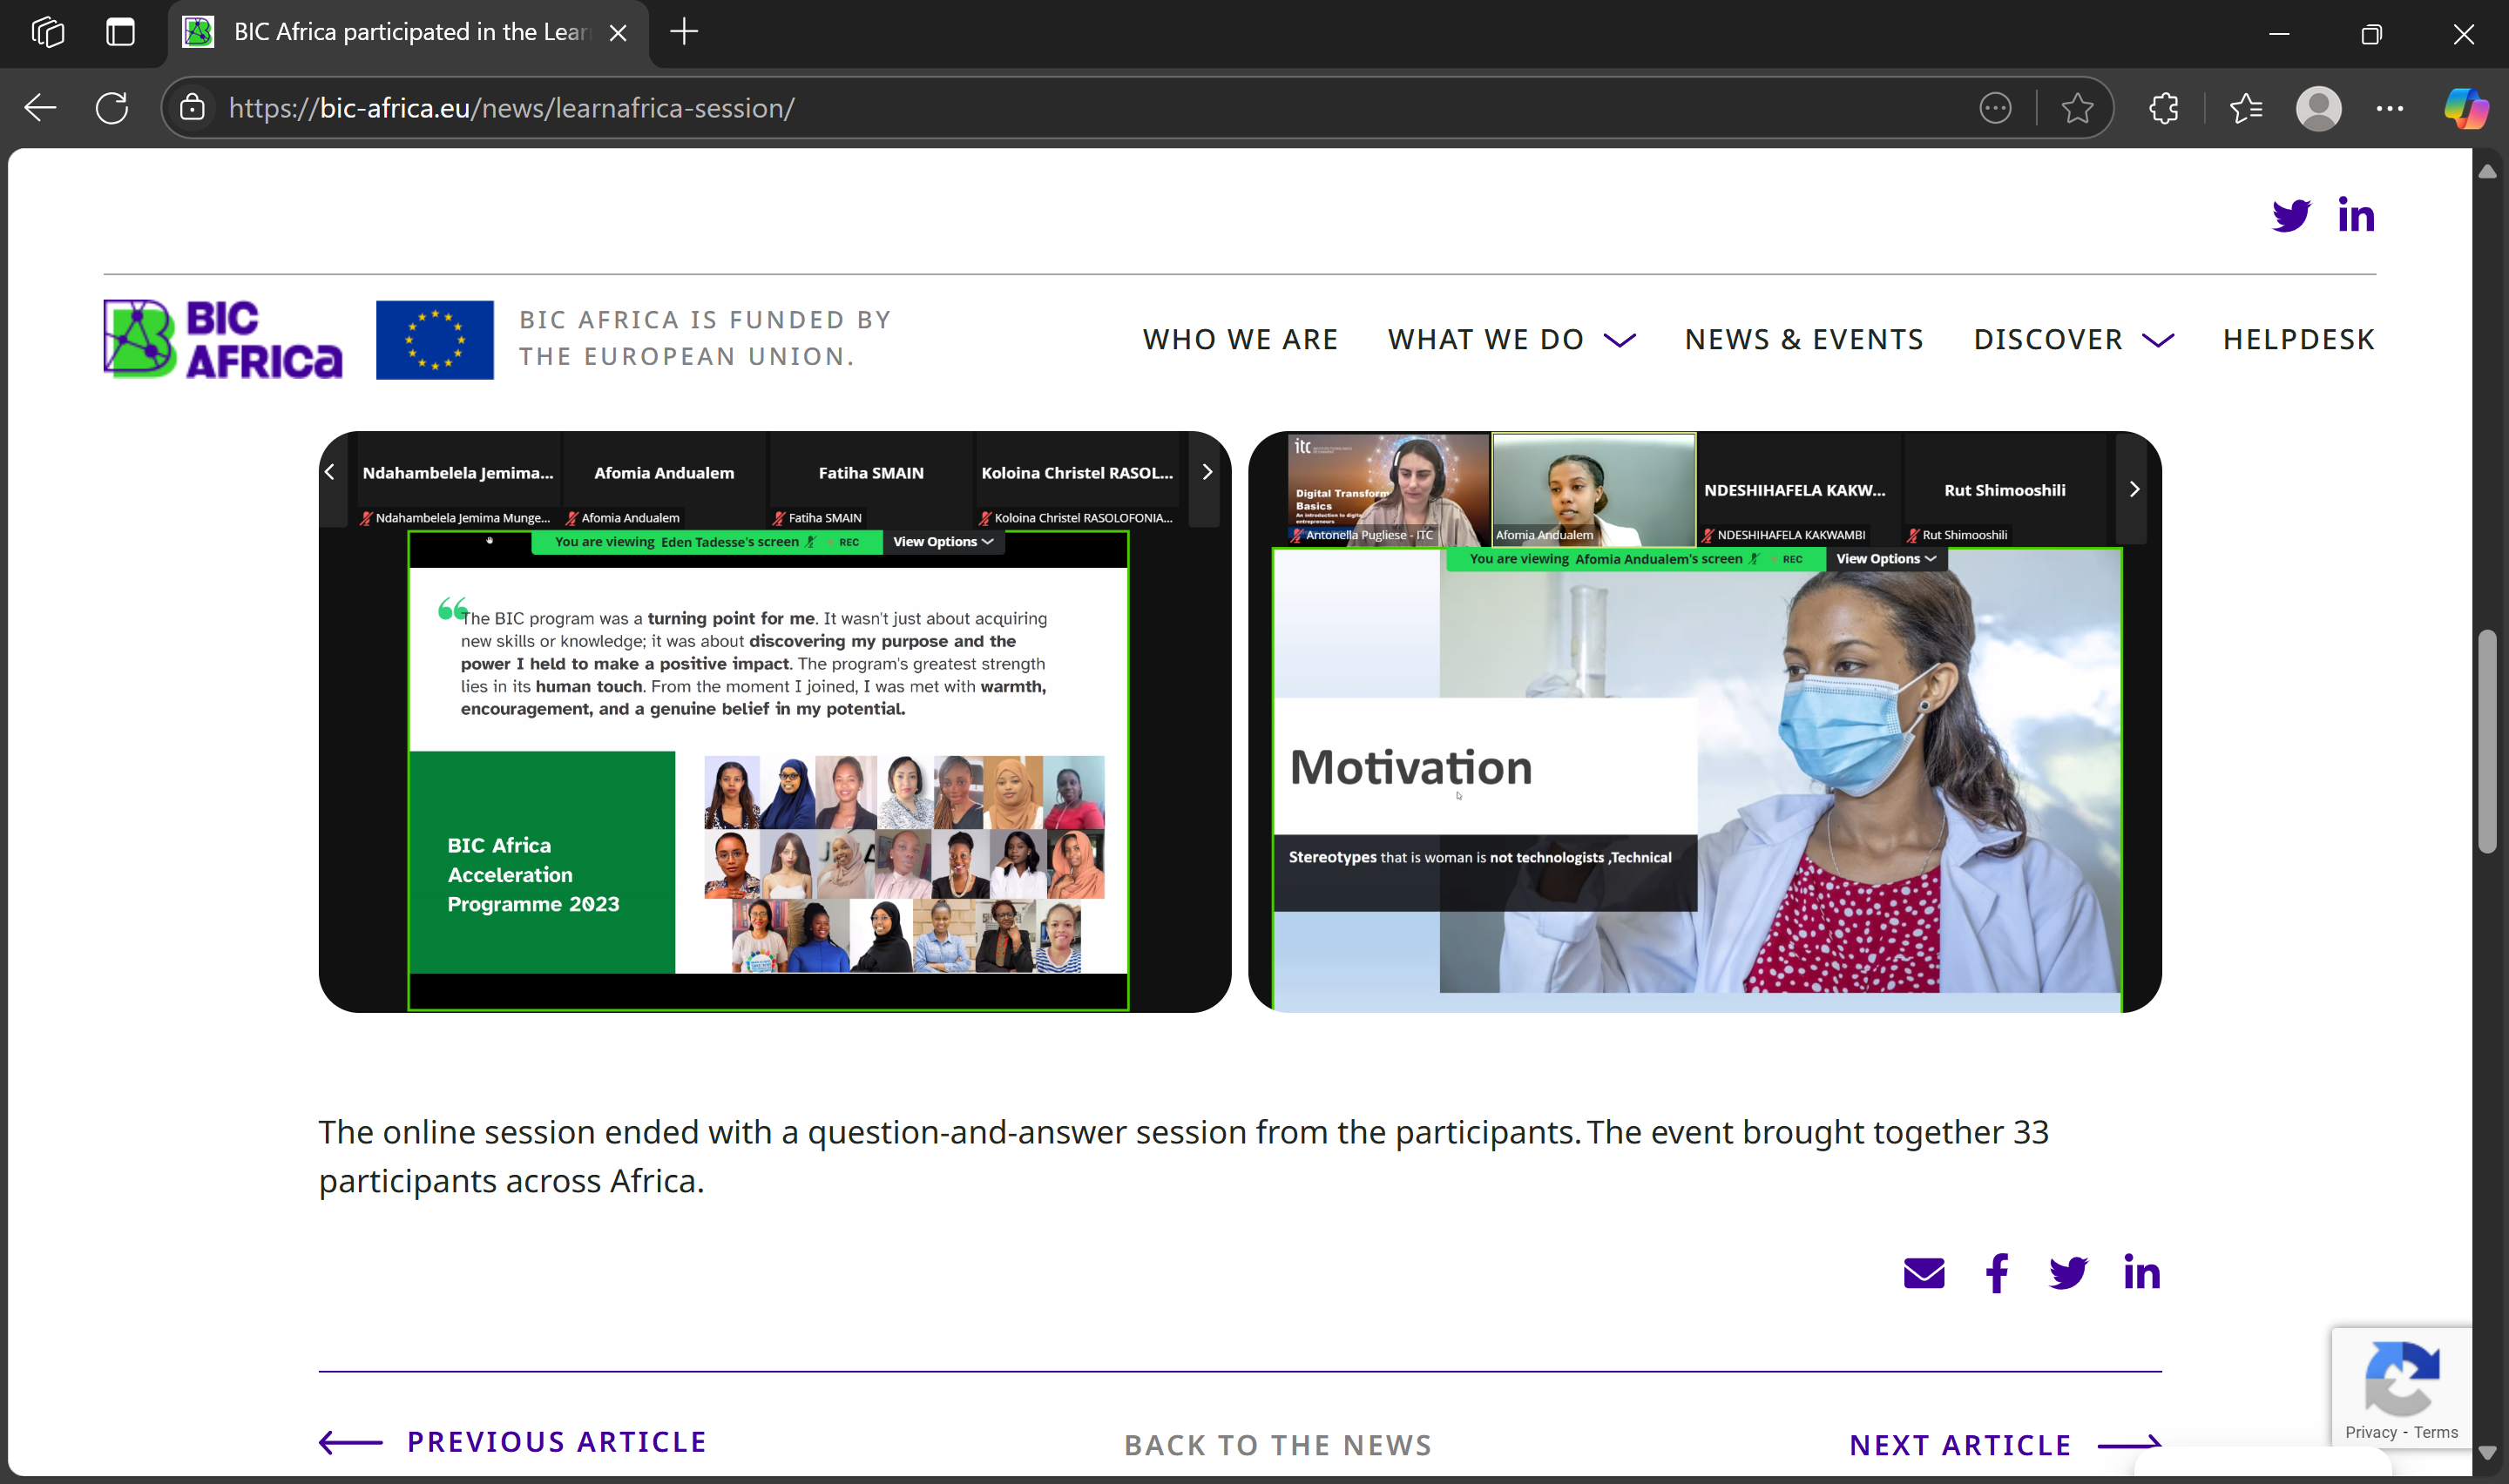 BIC Africa participated in the Lear
https://bic-africa.eu/news/learnafrica-session/
BIC AFRICA
BIC AFRICA IS FUNDED BY
THE EUROPEAN UNION.
WHO WE ARE
WHAT WE DO
NEWS & EVENTS
DISCOVER
HELPDESK
Ndahambelela Jemima...
Afomia Andualem
Fatiha SMAIN
Koloina Christel RASOL...
Ndahambelela Jemima Munge...
Afomia Andualem
Fatiha SMAIN
Koloina Christel RASOLOFONIA...
You are viewing Eden Tadesse's screen
REC
View Options
The BIC program was a turning point for me. It wasn't just about acquiring
new skills or knowledge; it was about discovering my purpose and the
power I held to make a positive impact. The program's greatest strength
lies in its human touch. From the moment I joined, I was met with warmth,
encouragement, and a genuine belief in my potential.
BIC Africa
Acceleration
Programme 2023
itc
Digital Transform
Basics
An introduction to digital
entrepreneurs
Antonella Pugliese - ITC
Afomia Andualem
NDESHIHAFELA KAKW...
NDESHIHAFELA KAKWAMBI
Rut Shimooshili
Rut Shimooshili
You are viewing Afomia Andualem's screen
REC
View Options
Motivation
Stereotypes that is woman is not technologists ,Technical
The online session ended with a question-and-answer session from the participants. The event brought together 33
participants across Africa.
PREVIOUS ARTICLE
BACK TO THE NEWS
NEXT ARTICLE
Privacy - Terms